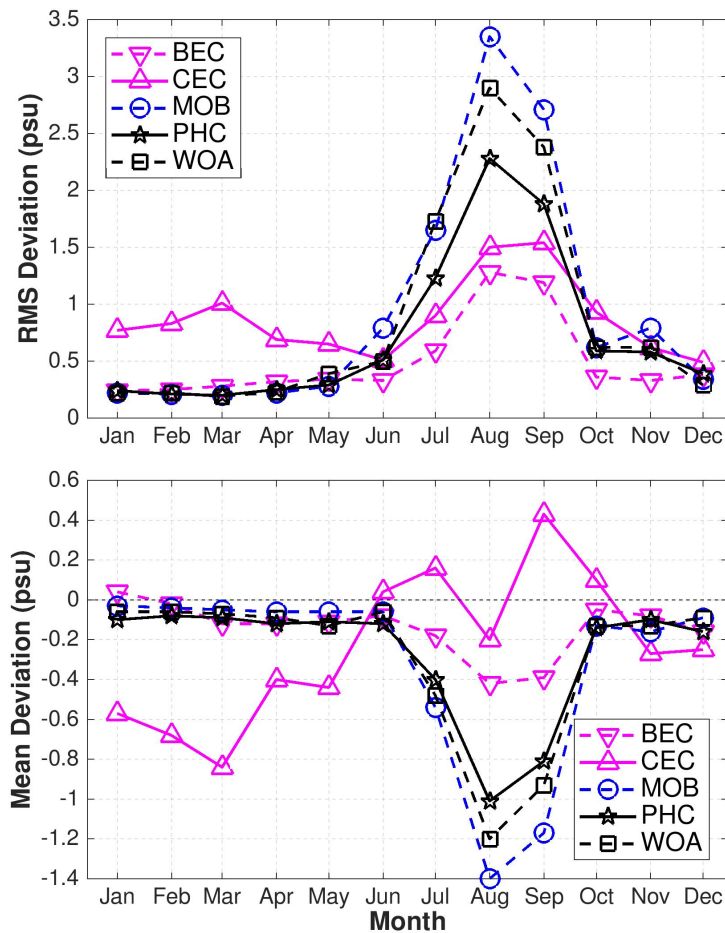 RMS Deviation (psu)
3.5
3
2.5
2
1.5
1
0.5
0
BEC
CEC
MOB
PHC
WOA
Jan Feb Mar Apr May Jun Jul Aug Sep Oct Nov Dec
Mean Deviation (psu)
0.6
0.4
0.2
0
-0.2
-0.4
-0.6
-0.8
-1
-1.2
-1.4
BEC
CEC
MOB
PHC
WOA
Jan Feb Mar Apr May Jun Jul Aug Sep Oct Nov Dec
Month